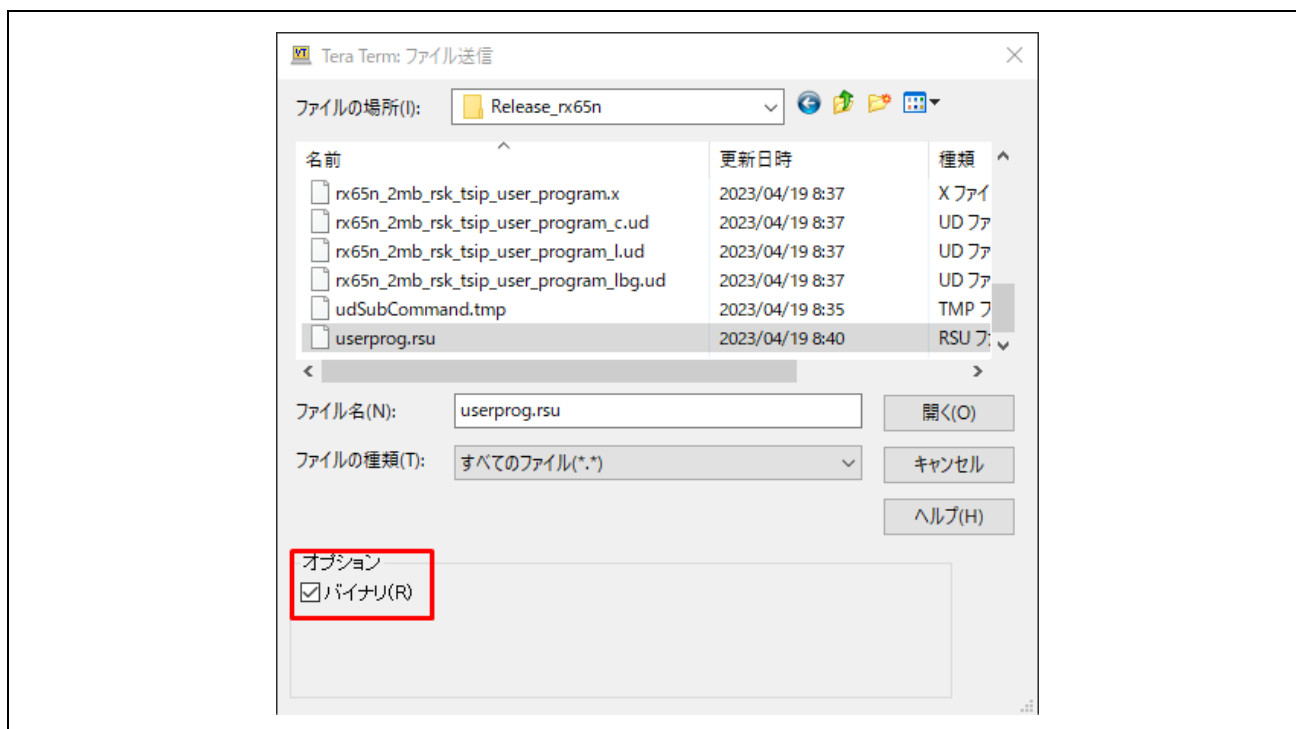 Tera Term: ファイル送信
ファイルの場所(I): Release_rx65n
名前 更新日時 種類
rx65n_2mb_rsk_tsip_user_program.x 2023/04/19 8:37 X ファイ
rx65n_2mb_rsk_tsip_user_program_c.ud 2023/04/19 8:37 UD ファ
rx65n_2mb_rsk_tsip_user_program_l.ud 2023/04/19 8:37 UD ファ
rx65n_2mb_rsk_tsip_user_program_lbg.ud 2023/04/19 8:37 UD ファ
udSubCommand.tmp 2023/04/19 8:35 TMP フ
userprog.rsu 2023/04/19 8:40 RSU フ
ファイル名(N): userprog.rsu 開く(O)
ファイルの種類(T): すべてのファイル(*.*) キャンセル
ヘルプ(H)
オプション
バイナリ(R)